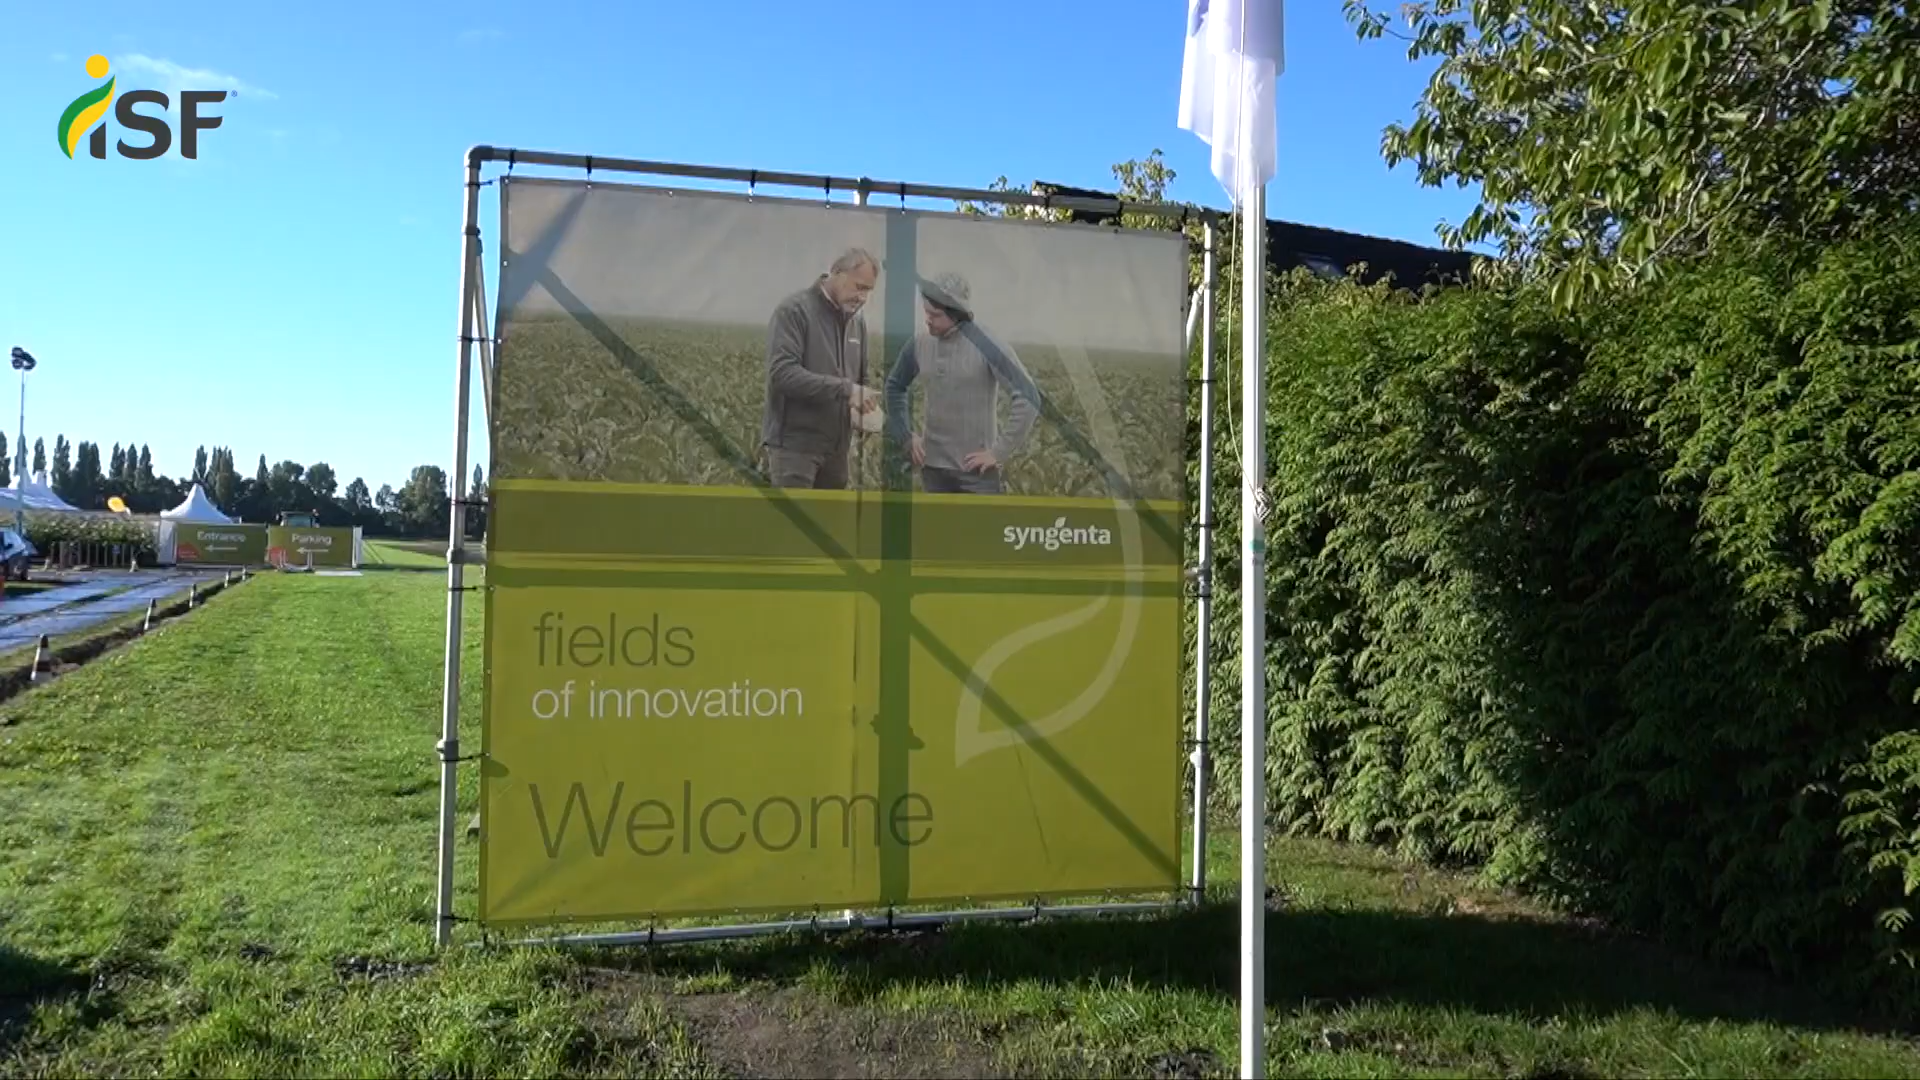 iSF
Entrance
Parking
syngenta
fields
of innovation
Welcome